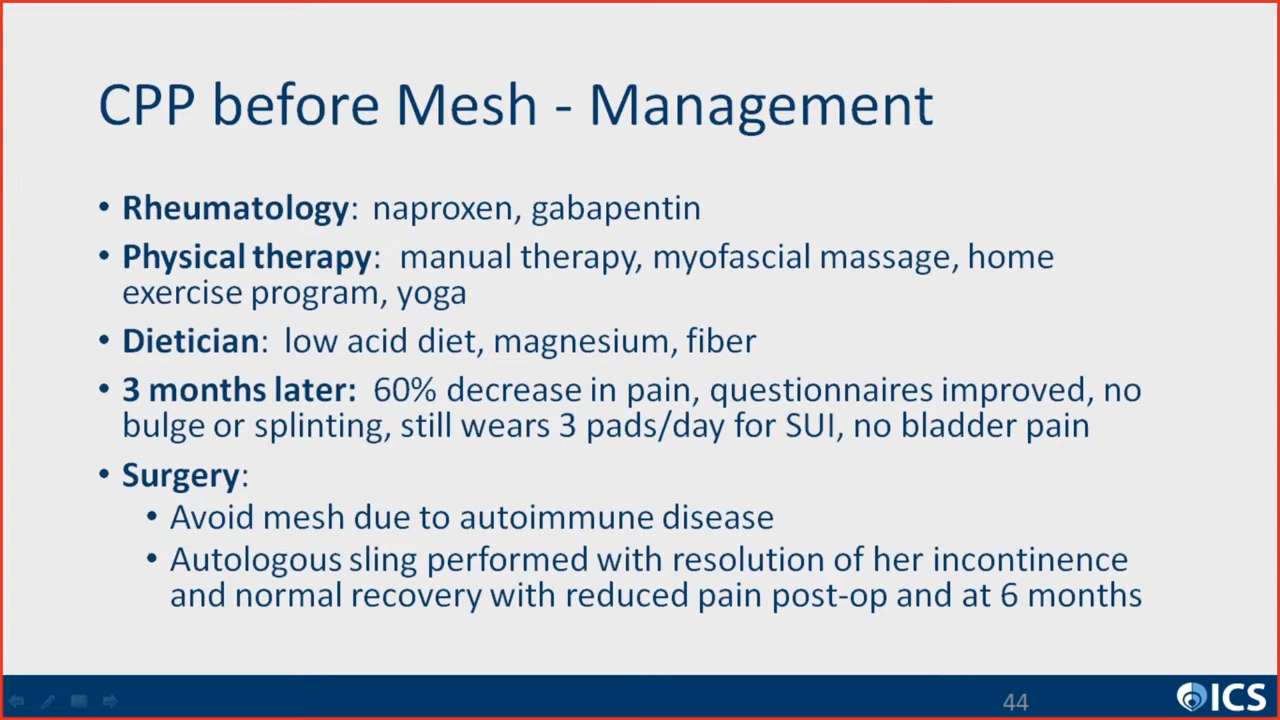 CPP before Mesh - Management
• Rheumatology: naproxen, gabapentin
• Physical therapy: manual therapy, myofascial massage, home
exercise program, yoga
• Dietician: low acid diet, magnesium, fiber
• 3 months later: 60% decrease in pain, questionnaires improved, no
bulge or splinting, still wears 3 pads/day for SUI, no bladder pain
• Surgery:
• Avoid mesh due to autoimmune disease
• Autologous sling performed with resolution of her incontinence
and normal recovery with reduced pain post-op and at 6 months
44
ICS